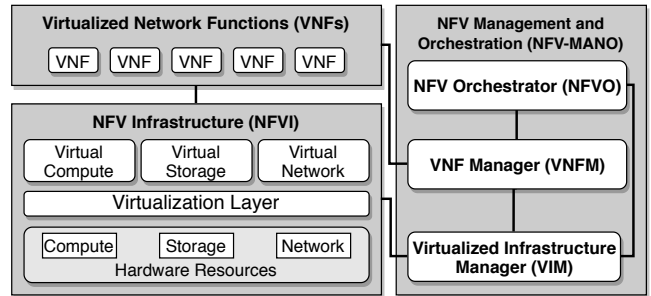 Virtualized Network Functions (VNFs)
VNF VNF VNF VNF VNF
NFV Infrastructure (NFVI)
Virtual Compute
Virtual Storage
Virtual Network
Virtualization Layer
Compute Storage Network
Hardware Resources
NFV Management and
Orchestration (NFV-MANO)
NFV Orchestrator (NFVO)
VNF Manager (VNFM)
Virtualized Infrastructure
Manager (VIM)